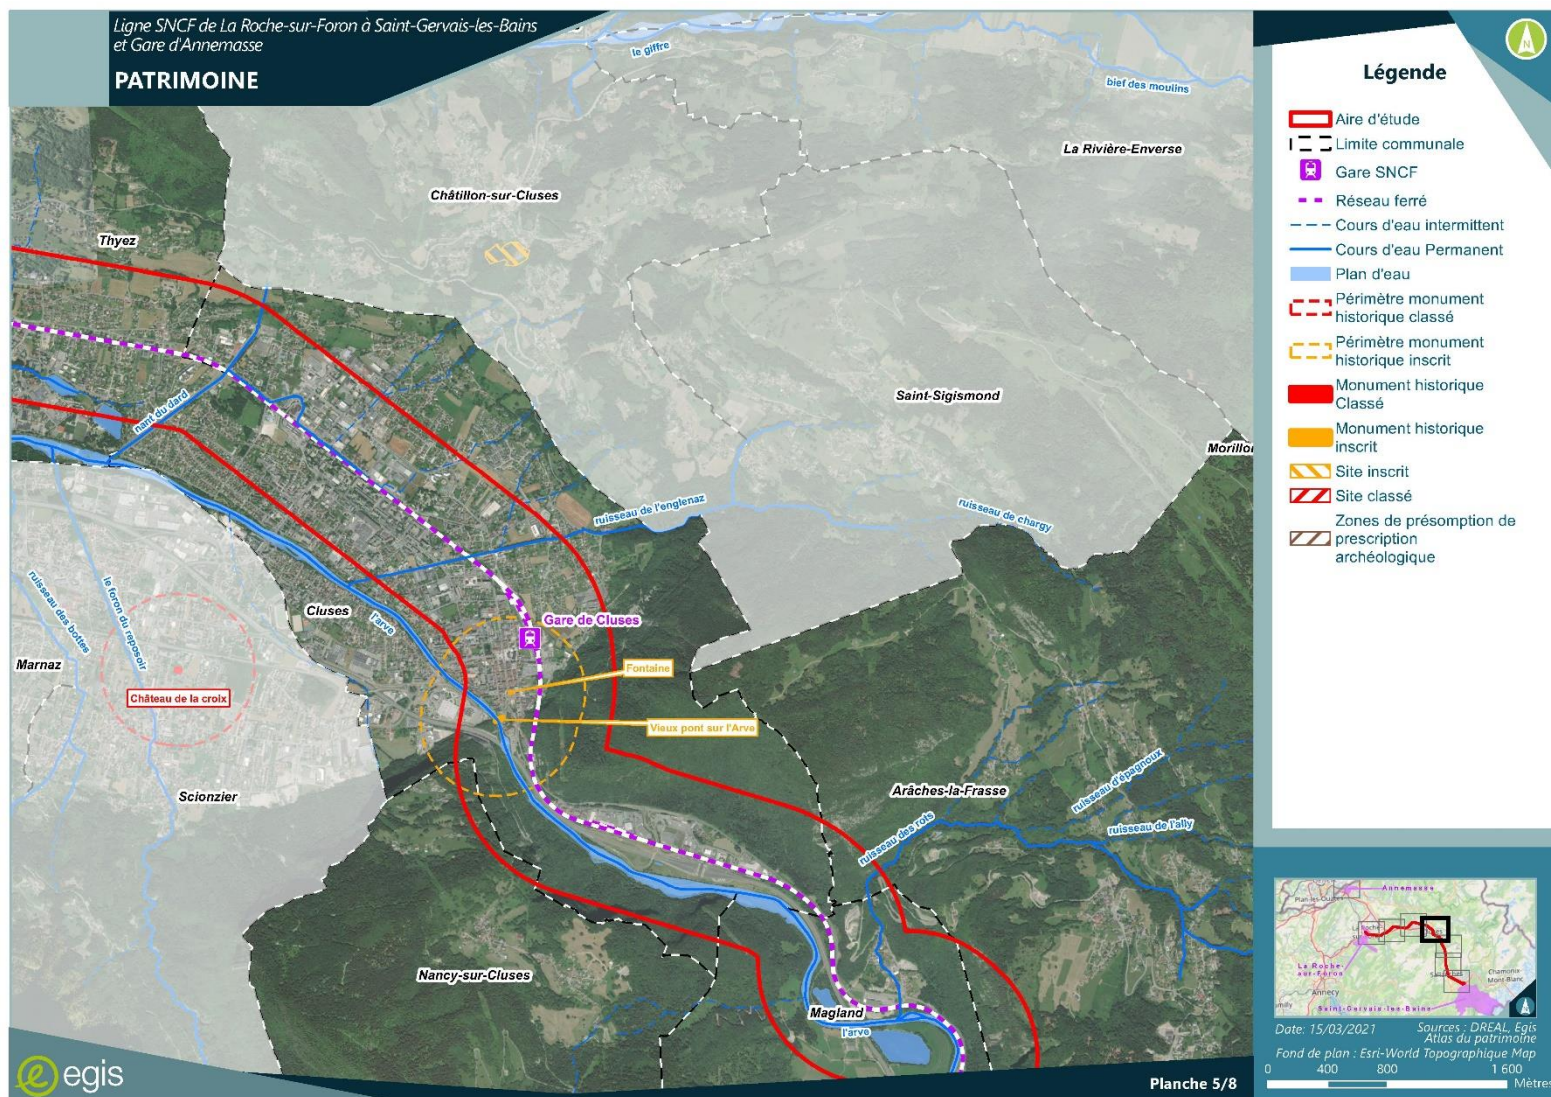 Ligne SNCF de La Roche-sur-Foron à Saint-Gervais-les-Bains
et Gare d'Annemasse
PATRIMOINE
le giffre
bief des moulins
La Rivière-Enverse
Châtillon-sur-Cluses
Thyez
Saint-Sigismond
nant du dard
Morillon
ruisseau de l'englenaz
ruisseau de chargy
ruisseau des bottes
le foron du reposoir
Cluses
l'arve
Gare de Cluses
Marnaz
Fontaine
Château de la croix
Vieux pont sur l'Arve
Scionzier
Arâches-la-Frasse
ruisseau d'épagnoux
ruisseau des rots
ruisseau de l'ally
Nancy-sur-Cluses
Magland
l'arve
egis
Planche 5/8
Légende
Aire d'étude
Limite communale
Gare SNCF
Réseau ferré
Cours d'eau intermittent
Cours d'eau Permanent
Plan d'eau
Périmètre monument
historique classé
Périmètre monument
historique inscrit
Monument historique
Classé
Monument historique
inscrit
Site inscrit
Site classé
Zones de présomption de
prescription
archéologique
N
Annemasse
La Roche-
sur-Foron
Annecy
Chamonix
Mont-Blanc
Saint-Gervais-les-Bains
Date: 15/03/2021
Sources : DREAL, Egis
Atlas du patrimoine
Fond de plan : Esri-World Topographique Map
0 400 800 1 600
Mètres